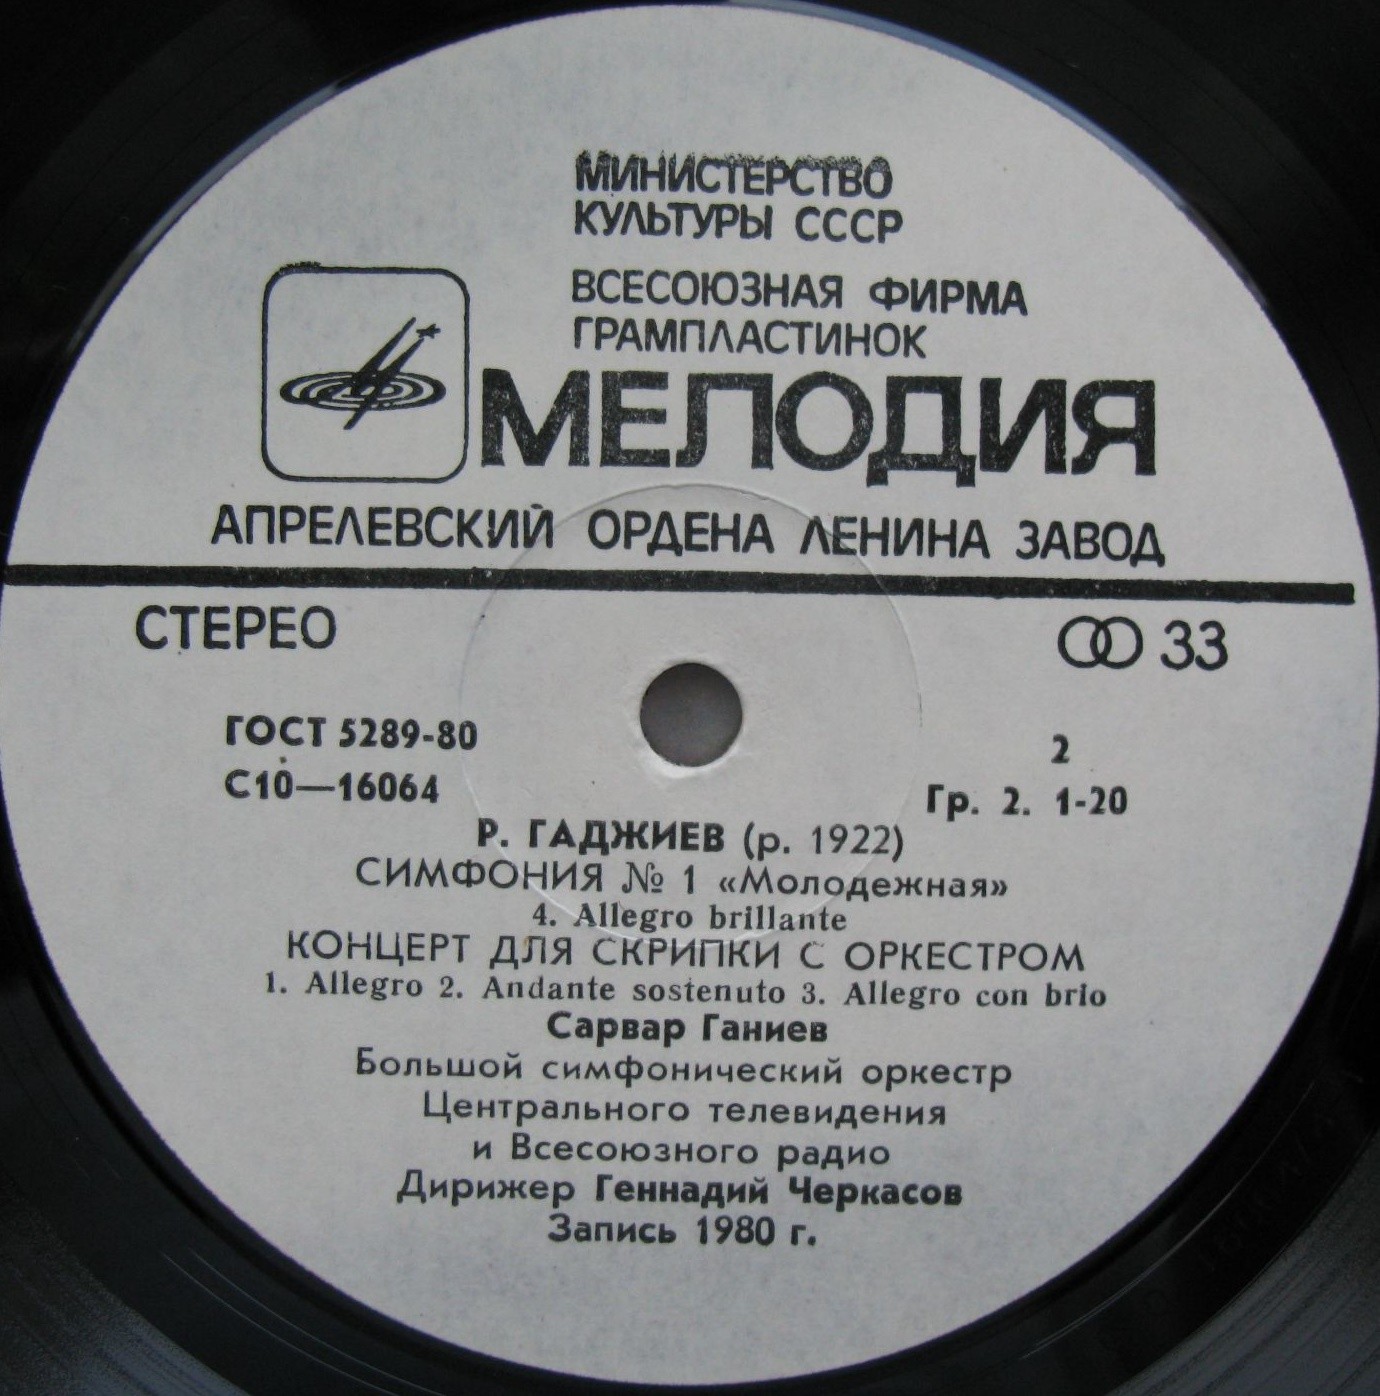 МИНИСТЕРСТВО
КУЛЬТУРЫ СССР
ВСЕСОЮЗНАЯ ФИРМА
ГРАМПЛАСТИНОК
МЕЛОДИЯ
АПРЕЛЕВСКИЙ ОРДЕНА ЛЕНИНА ЗАВОД
СТЕРЕО
33
ГОСТ 5289-80
2
С10—16064
Гр. 2. 1-20
Р. ГАДЖИЕВ (р. 1922)
СИМФОНИЯ № 1 «Молодежная»
4. Allegro brillante
КОНЦЕРТ ДЛЯ СКРИПКИ С ОРКЕСТРОМ
1. Allegro 2. Andante sostenuto 3. Allegro con brio
Сарвар Ганиев
Большой симфонический оркестр
Центрального телевидения
и Всесоюзного радио
Дирижер Геннадий Черкасов
Запись 1980 г.